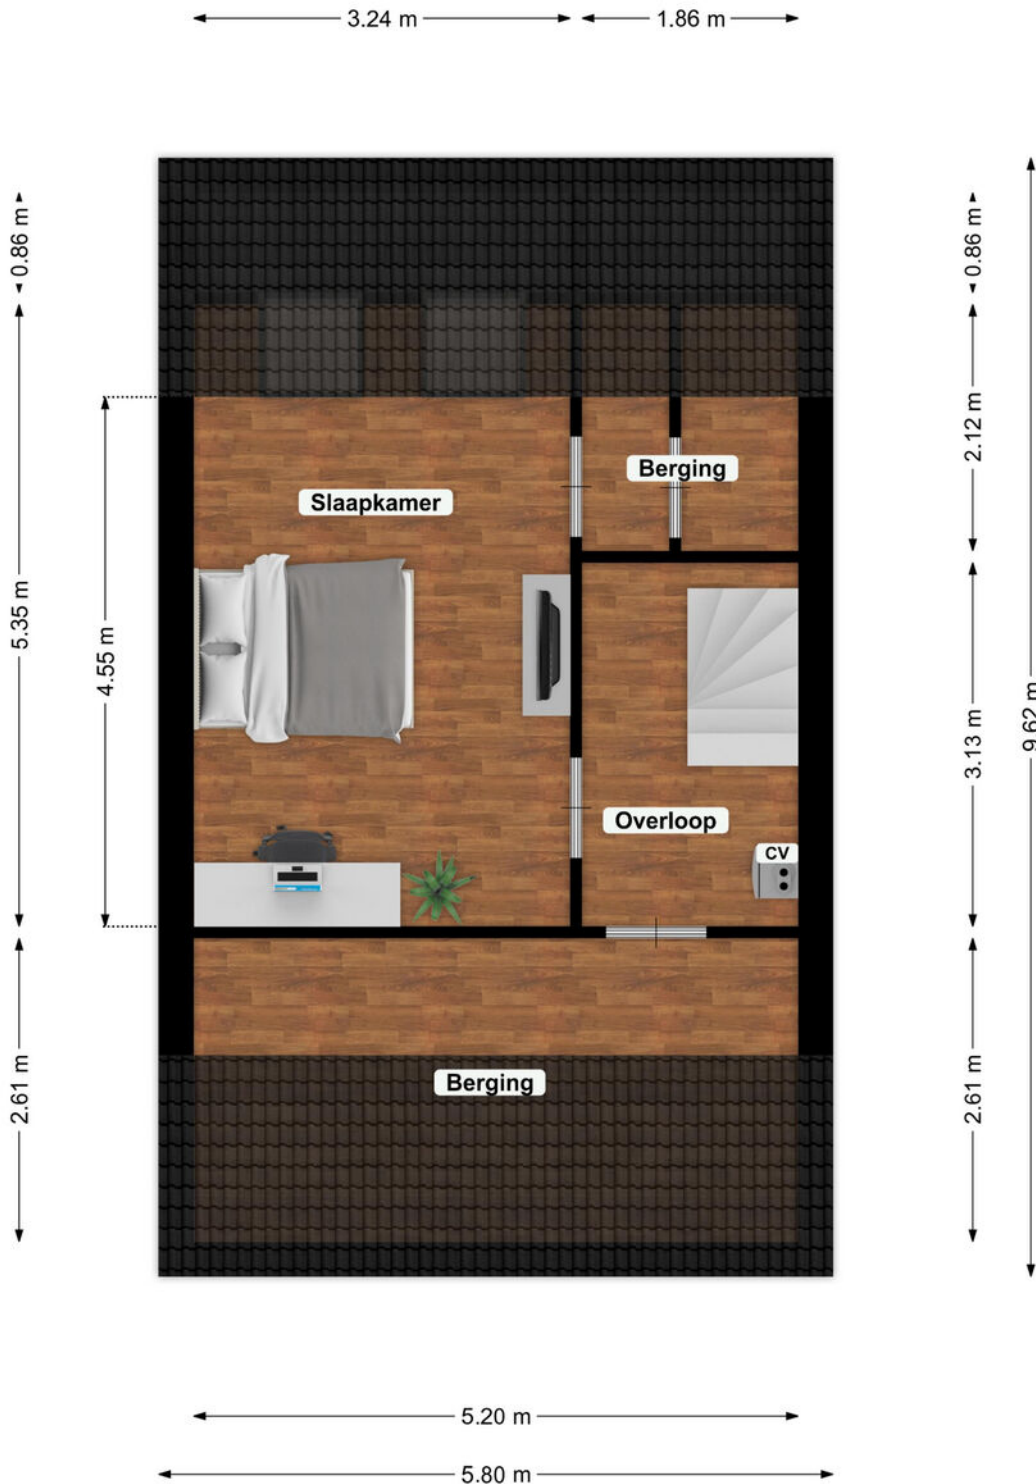 3.24 m
1.86 m
0.86 m
0.86 m
2.12 m
Berging
Slaapkamer
5.35 m
4.55 m
9.62 m
3.13 m
Overloop
CV
2.61 m
Berging
2.61 m
5.20 m
5.80 m